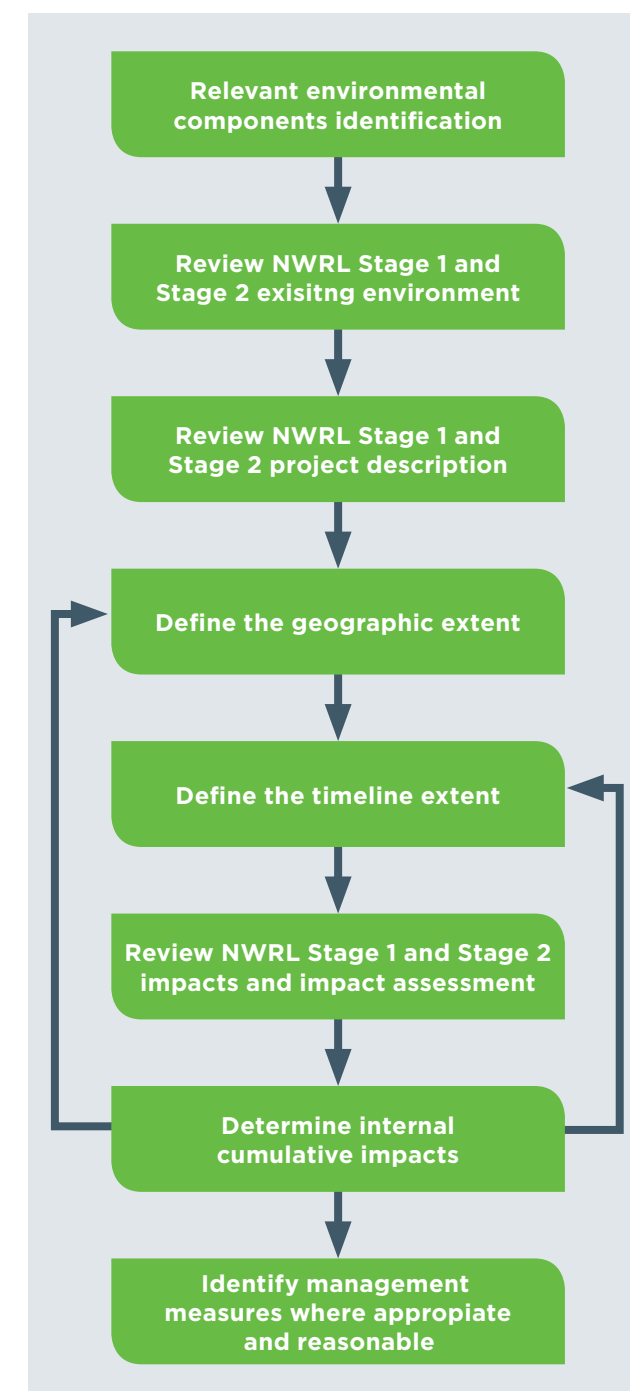 Relevant environmental
components identification
Review NWRL Stage 1 and
Stage 2 exisitng environment
Review NWRL Stage 1 and
Stage 2 project description
Define the geographic extent
Define the timeline extent
Review NWRL Stage 1 and Stage 2
impacts and impact assessment
Determine internal
cumulative impacts
Identify management
measures where appropiate
and reasonable